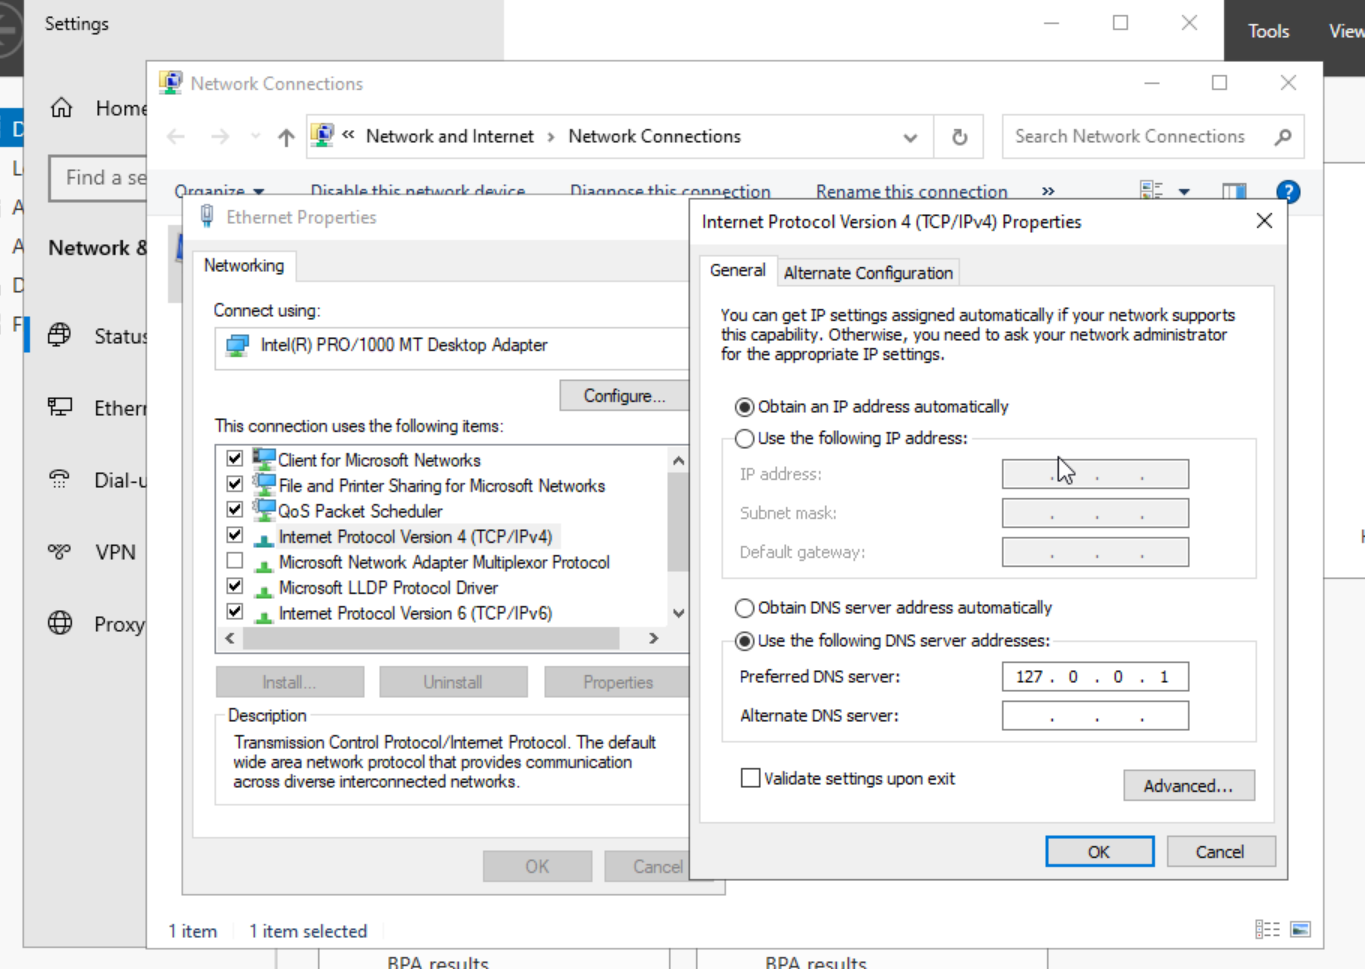 Settings
Tools
View
Network Connections
Home
« Network and Internet › Network Connections
Search Network Connections
Find a se
Organize
Disable this network device
Diagnose this connection
Rename this connection
»
Network &
Status
Ethern
Dial-u
VPN
Proxy
Ethernet Properties
Networking
Connect using:
Intel(R) PRO/1000 MT Desktop Adapter
Configure...
This connection uses the following items:
Client for Microsoft Networks
File and Printer Sharing for Microsoft Networks
QoS Packet Scheduler
Internet Protocol Version 4 (TCP/IPv4)
Microsoft Network Adapter Multiplexor Protocol
Microsoft LLDP Protocol Driver
Internet Protocol Version 6 (TCP/IPv6)
Install...
Uninstall
Properties
Description
Transmission Control Protocol/Internet Protocol. The default
wide area network protocol that provides communication
across diverse interconnected networks.
OK
Cancel
Internet Protocol Version 4 (TCP/IPv4) Properties
General
Alternate Configuration
You can get IP settings assigned automatically if your network supports
this capability. Otherwise, you need to ask your network administrator
for the appropriate IP settings.
Obtain an IP address automatically
Use the following IP address:
IP address:
Subnet mask:
Default gateway:
Obtain DNS server address automatically
Use the following DNS server addresses:
Preferred DNS server:
127 . 0 . 0 . 1
Alternate DNS server:
Validate settings upon exit
Advanced...
OK
Cancel
1 item
1 item selected
BPA results
BPA results